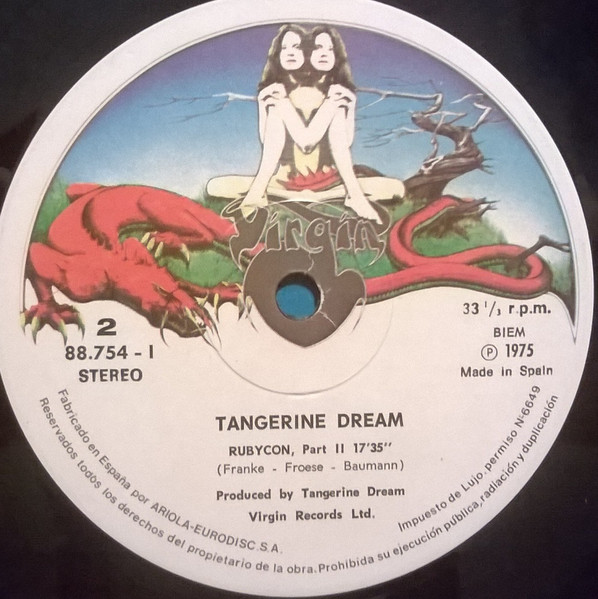 Virgin
2
88.754 - I
STEREO
33 1/3 r.p.m.
BIEM
Ⓟ 1975
Made in Spain
TANGERINE DREAM
RUBYCON, Part II 17'35"
(Franke - Froese - Baumann)
Produced by Tangerine Dream
Virgin Records Ltd.
Fabricado en España por ARIOLA-EURODISC S.A. Impuesto de Lujo, permiso Nº 6649
Reservados todos los derechos del propietario de la obra. Prohibida su ejecución pública, radiación y duplicación